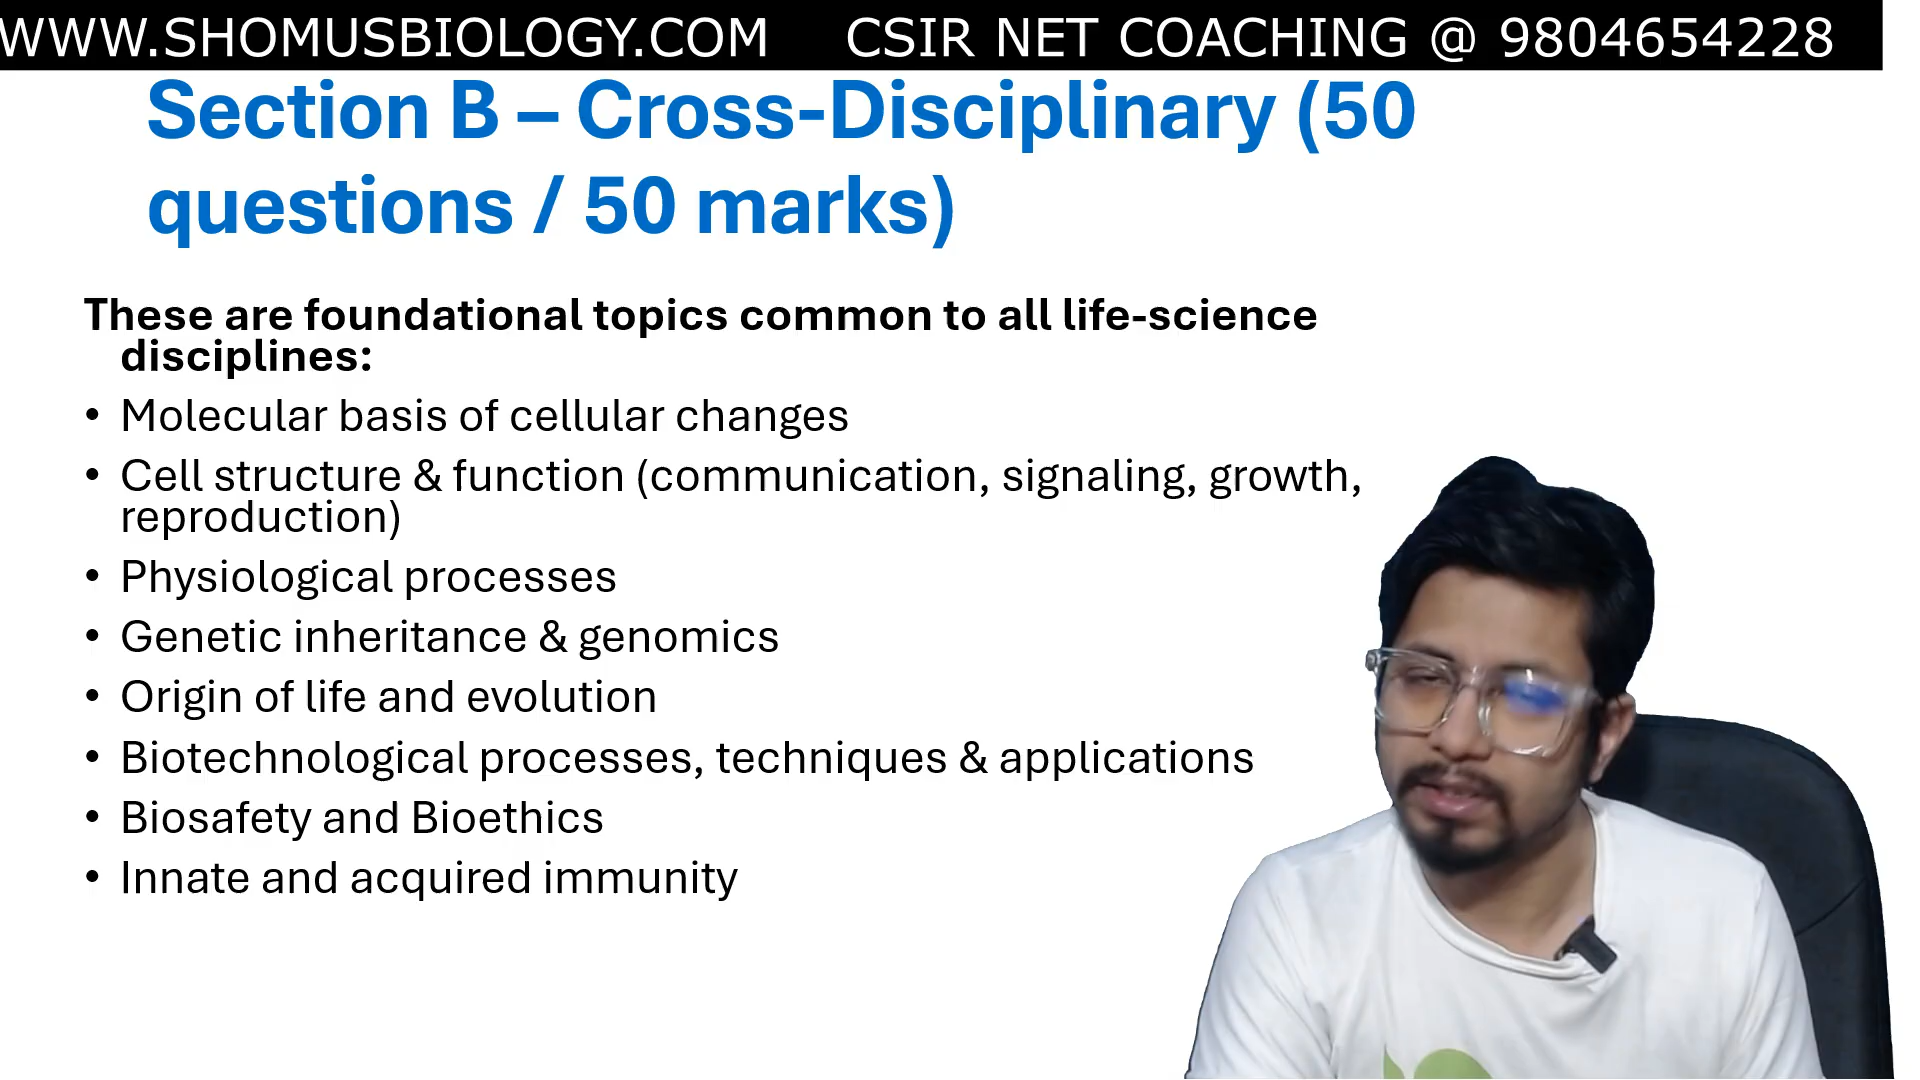 WWW.SHOMUSBIOLOGY.COM CSIR NET COACHING @ 9804654228
Section B – Cross-Disciplinary (50
questions / 50 marks)
These are foundational topics common to all life-science
disciplines:
• Molecular basis of cellular changes
• Cell structure & function (communication, signaling, growth,
reproduction)
• Physiological processes
• Genetic inheritance & genomics
• Origin of life and evolution
• Biotechnological processes, techniques & applications
• Biosafety and Bioethics
• Innate and acquired immunity